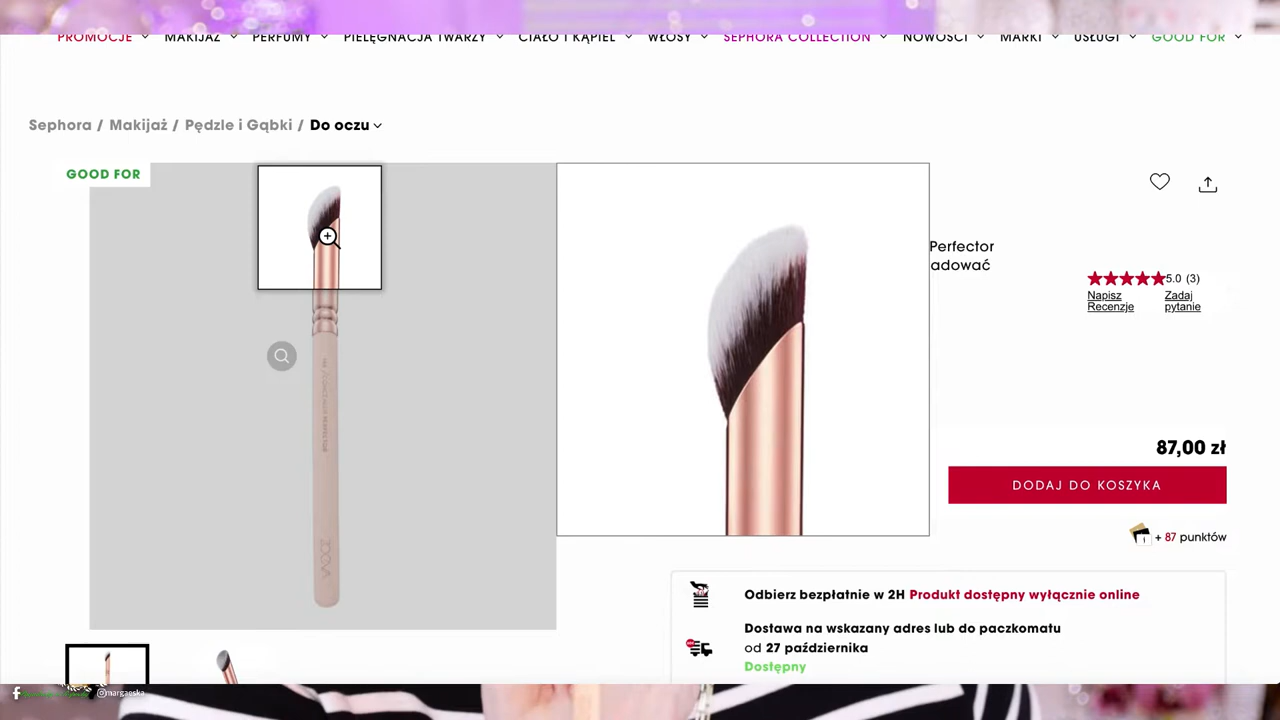 PROMOCJE MAKIJAŻ PERFUMY PIELĘGNACJA TWARZY CIAŁO I KĄPIEL WŁOSY SEPHORA COLLECTION NOWOŚCI MARKI USŁUGI GOOD FOR
Sephora / Makijaż / Pędzle i Gąbki / Do oczu
GOOD FOR
Perfector
adować
5.0 (3)
Napisz Recenzje
Zadaj pytanie
ZOEVA
87,00 zł
DODAJ DO KOSZYKA
+ 87 punktów
Odbierz bezpłatnie w 2H Produkt dostępny wyłącznie online
Dostawa na wskazany adres lub do paczkomatu
od 27 października
Dostępny
margaeska